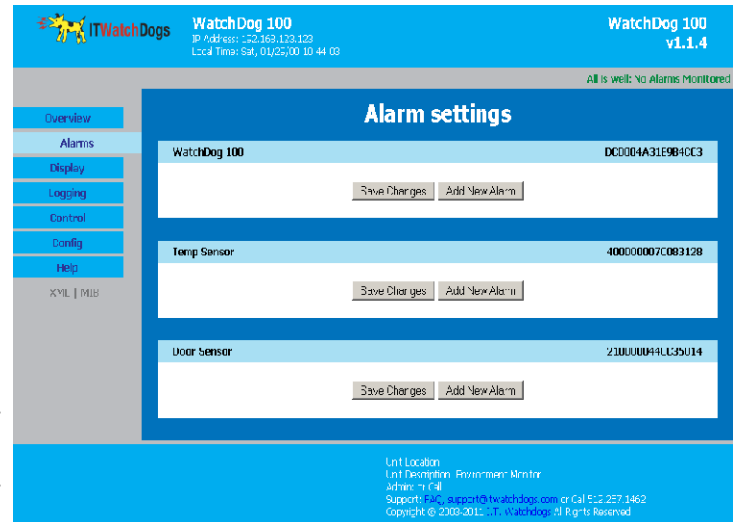 ITWatchDogs
WatchDog 100
IP Address: 192.168.123.123
Local Time: Sat, 01/29/00 10:44:03
WatchDog 100
v1.1.4
All is well: No Alarms Monitored
Overview
Alarms
Display
Logging
Control
Config
Help
XML | MIB
Alarm settings
WatchDog 100
Save Changes Add New Alarm
Temp Sensor
Save Changes Add New Alarm
Door Sensor
Save Changes Add New Alarm
Unit Location
Unit Description: Environment Monitor
Admin: or Call
Support: FAQ, support@itwatchdogs.com or Call 512.257.1462
Copyright © 2003-2011 I.T. Watchdogs All Rights Reserved